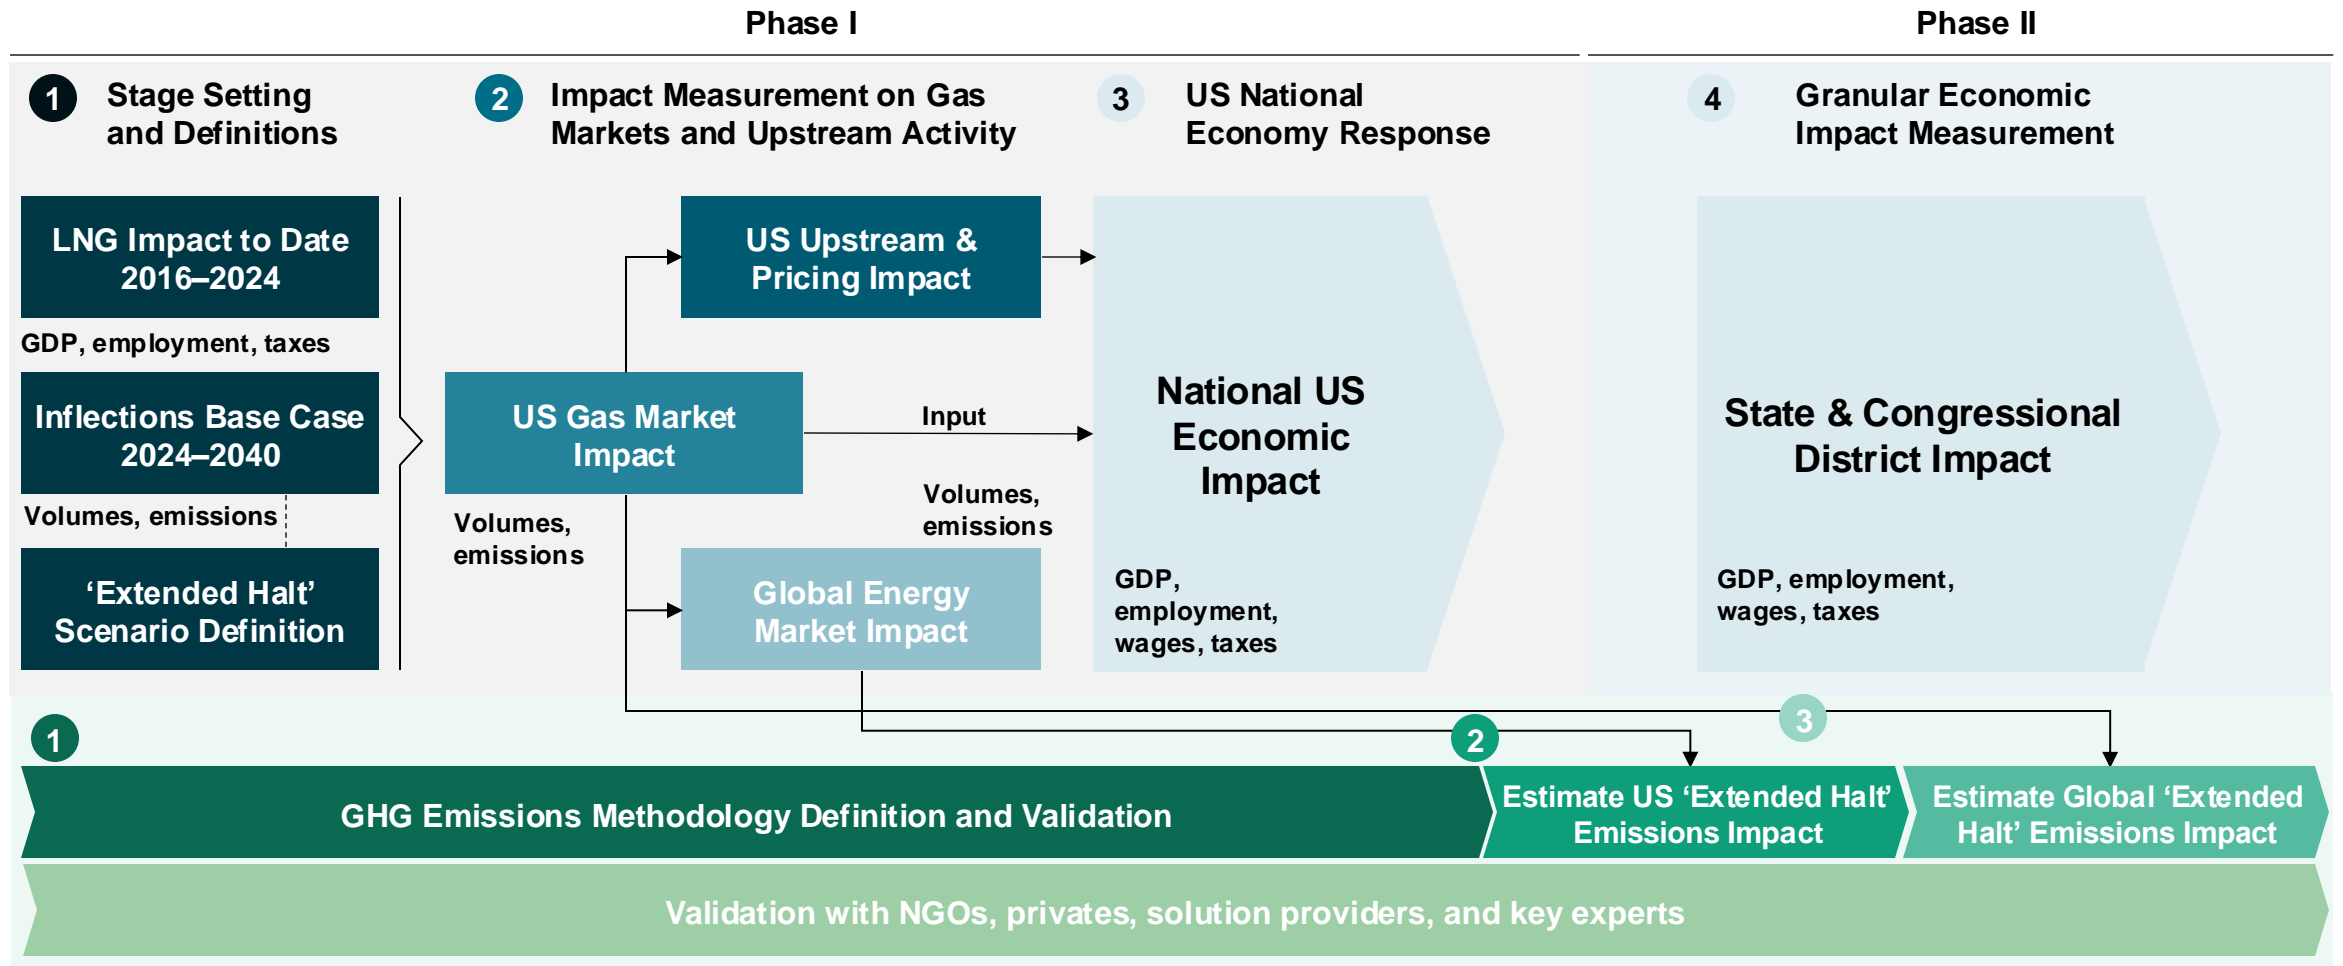 Phase I
Phase II
1
Stage Setting
and Definitions
2
Impact Measurement on Gas
Markets and Upstream Activity
3
US National
Economy Response
4
Granular Economic
Impact Measurement
LNG Impact to Date
2016–2024
GDP, employment, taxes
Inflections Base Case
2024–2040
Volumes, emissions
‘Extended Halt’
Scenario Definition
US Gas Market
Impact
Volumes,
emissions
US Upstream &
Pricing Impact
Input
Volumes,
emissions
Global Energy
Market Impact
National US
Economic
Impact
GDP,
employment,
wages, taxes
State & Congressional
District Impact
GDP, employment,
wages, taxes
1
GHG Emissions Methodology Definition and Validation
2
Estimate US ‘Extended Halt’
Emissions Impact
3
Estimate Global ‘Extended
Halt’ Emissions Impact
Validation with NGOs, privates, solution providers, and key experts